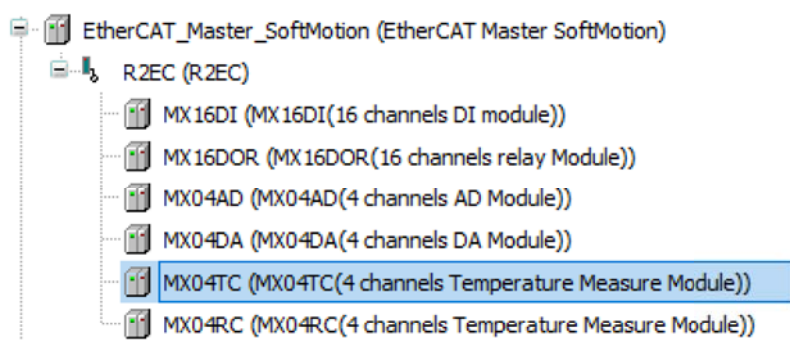 EtherCAT_Master_SoftMotion (EtherCAT Master SoftMotion)
R2EC (R2EC)
MX16DI (MX16DI(16 channels DI module))
MX16DOR (MX16DOR(16 channels relay Module))
MX04AD (MX04AD(4 channels AD Module))
MX04DA (MX04DA(4 channels DA Module))
MX04TC (MX04TC(4 channels Temperature Measure Module))
MX04RC (MX04RC(4 channels Temperature Measure Module))